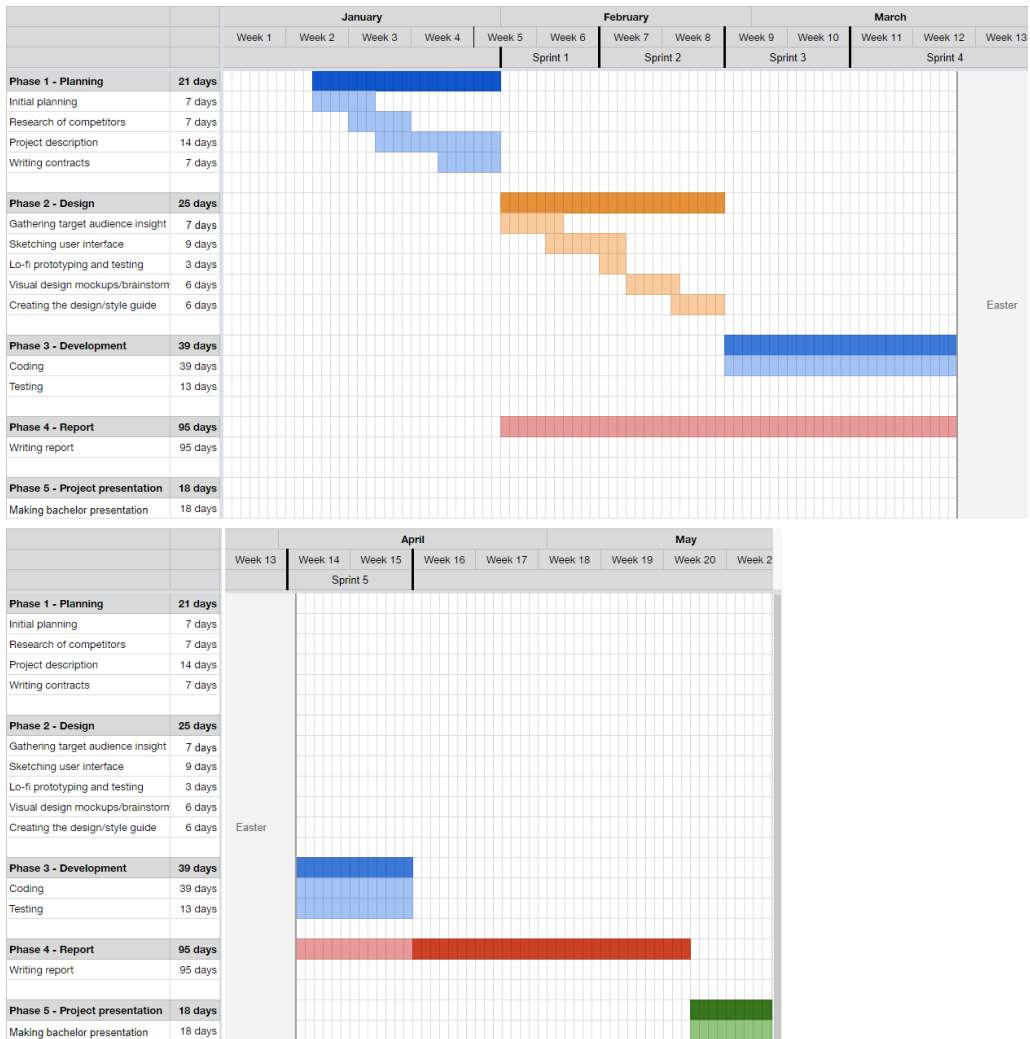 January February March
Week 1 Week 2 Week 3 Week 4 Week 5 Week 6 Week 7 Week 8 Week 9 Week 10 Week 11 Week 12 Week 13
Sprint 1 Sprint 2 Sprint 3 Sprint 4
Phase 1 - Planning 21 days
Initial planning 7 days
Research of competitors 7 days
Project description 14 days
Writing contracts 7 days
Phase 2 - Design 25 days
Gathering target audience insight 7 days
Sketching user interface 9 days
Lo-fi prototyping and testing 3 days
Visual design mockups/brainstorm 6 days
Creating the design/style guide 6 days Easter
Phase 3 - Development 39 days
Coding 39 days
Testing 13 days
Phase 4 - Report 95 days
Writing report 95 days
Phase 5 - Project presentation 18 days
Making bachelor presentation 18 days
April May
Week 13 Week 14 Week 15 Week 16 Week 17 Week 18 Week 19 Week 20 Week 2
Sprint 5
Phase 1 - Planning 21 days
Initial planning 7 days
Research of competitors 7 days
Project description 14 days
Writing contracts 7 days
Phase 2 - Design 25 days
Gathering target audience insight 7 days
Sketching user interface 9 days
Lo-fi prototyping and testing 3 days
Visual design mockups/brainstorm 6 days
Creating the design/style guide 6 days Easter
Phase 3 - Development 39 days
Coding 39 days
Testing 13 days
Phase 4 - Report 95 days
Writing report 95 days
Phase 5 - Project presentation 18 days
Making bachelor presentation 18 days